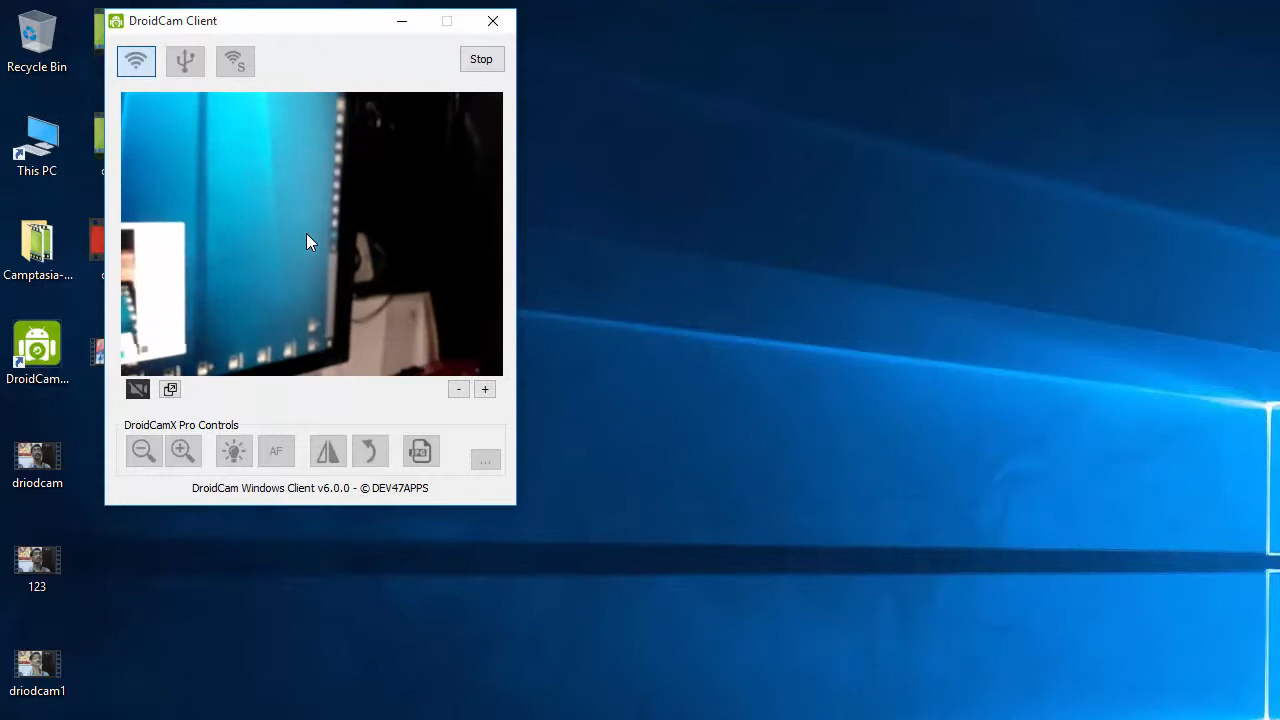 DroidCam Client
Recycle Bin
S
Stop
This PC
c
Camptasia-...
c
DroidCam...
-
+
DroidCamX Pro Controls
AF
JPG
...
DroidCam Windows Client v6.0.0 - © DEV47APPS
driodcam
123
driodcam1